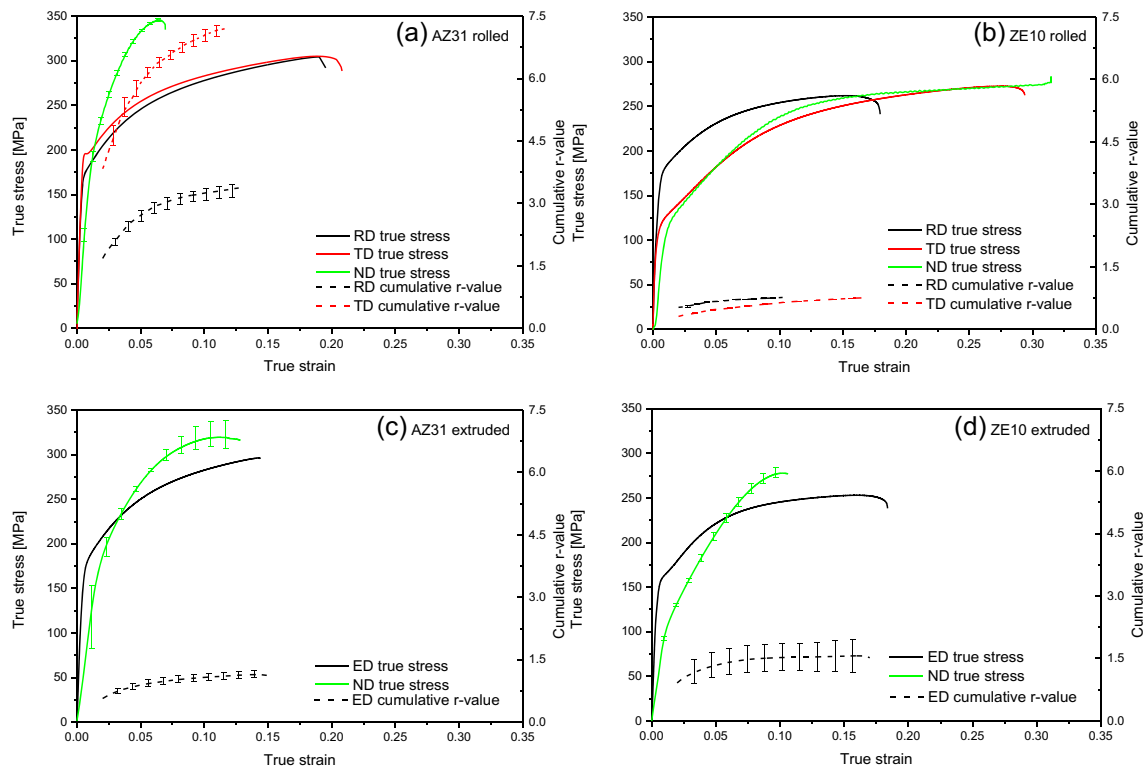 (a) AZ31 rolled
True stress [MPa]
350
300
250
200
150
100
50
0
7.5
6.0
4.5
3.0
1.5
0.0
Cumulative r-value
RD true stress
TD true stress
ND true stress
RD cumulative r-value
TD cumulative r-value
0.00 0.05 0.10 0.15 0.20 0.25 0.30 0.35
True strain
(b) ZE10 rolled
True stress [MPa]
350
300
250
200
150
100
50
0
7.5
6.0
4.5
3.0
1.5
0.0
Cumulative r-value
RD true stress
TD true stress
ND true stress
RD cumulative r-value
TD cumulative r-value
0.00 0.05 0.10 0.15 0.20 0.25 0.30 0.35
True strain
(c) AZ31 extruded
True stress [MPa]
350
300
250
200
150
100
50
0
7.5
6.0
4.5
3.0
1.5
0.0
Cumulative r-value
ED true stress
ND true stress
ED cumulative r-value
0.00 0.05 0.10 0.15 0.20 0.25 0.30 0.35
True strain
(d) ZE10 extruded
True stress [MPa]
350
300
250
200
150
100
50
0
7.5
6.0
4.5
3.0
1.5
0.0
Cumulative r-value
ED true stress
ND true stress
ED cumulative r-value
0.00 0.05 0.10 0.15 0.20 0.25 0.30 0.35
True strain